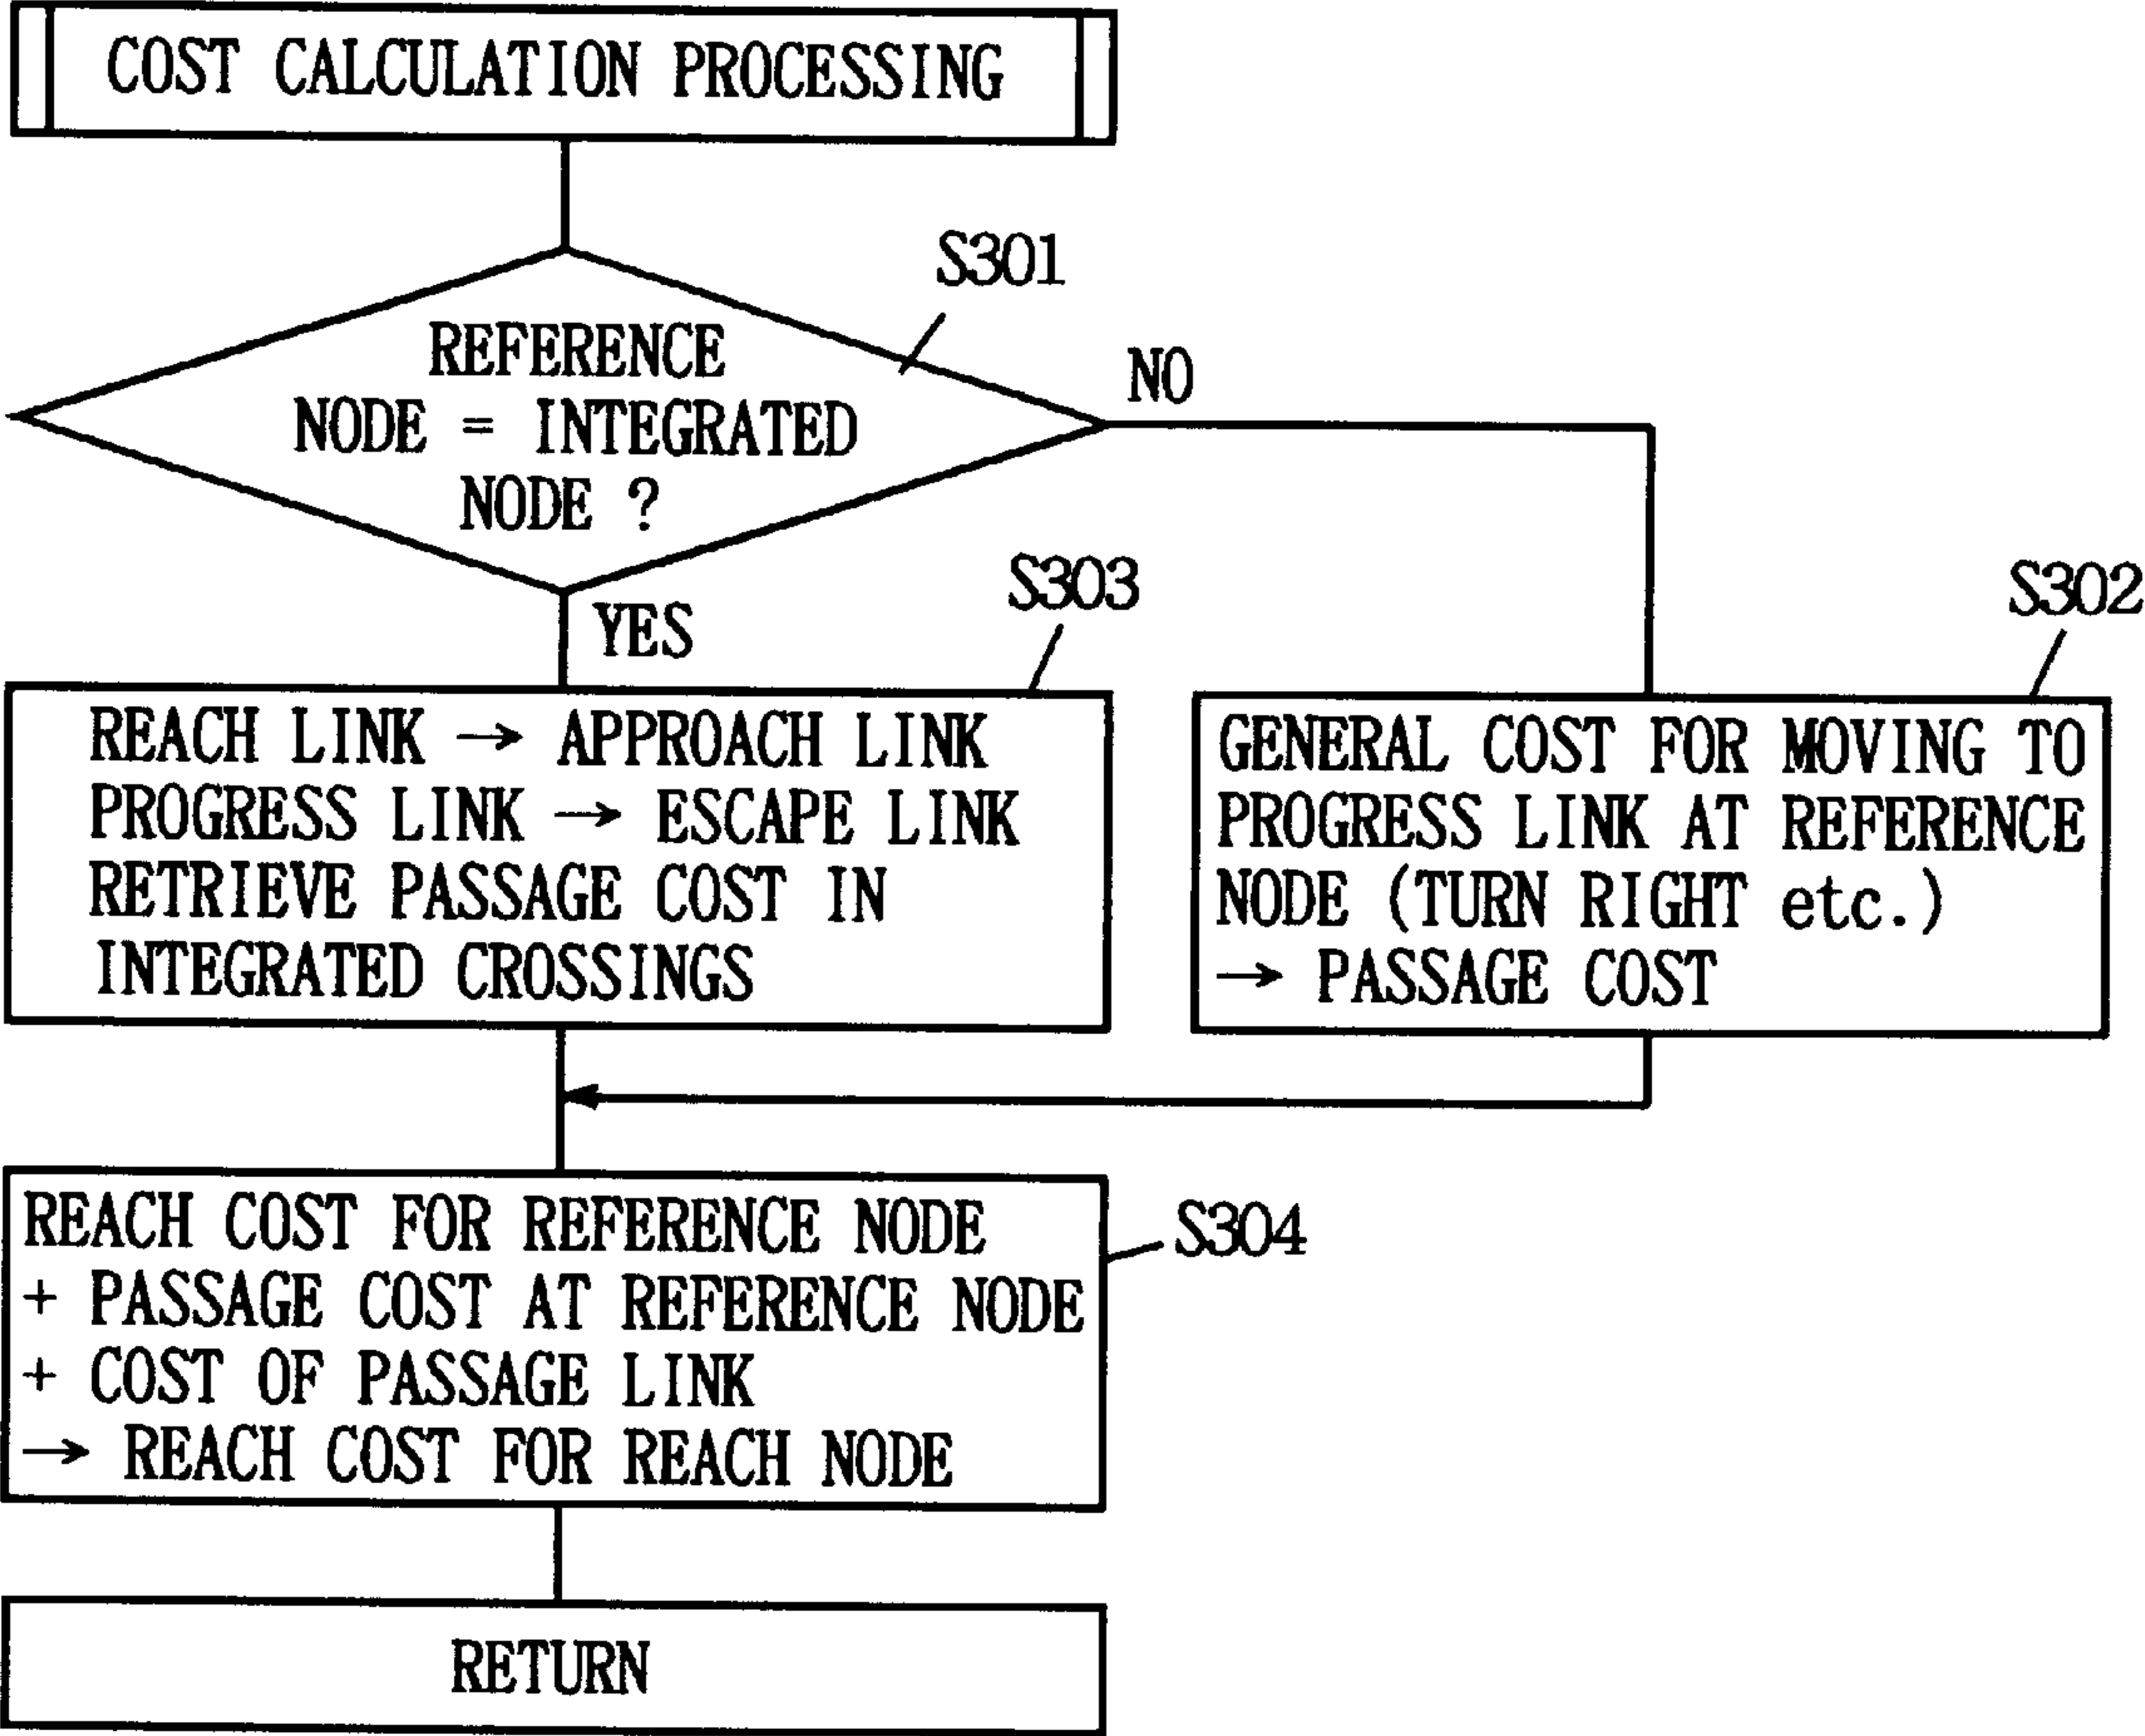 COST CALCULATION PROCESSING
S301
REFERENCE
NODE = INTEGRATED
NODE ?
NO
YES
S303
S302
REACH LINK → APPROACH LINK
PROGRESS LINK → ESCAPE LINK
RETRIEVE PASSAGE COST IN
INTEGRATED CROSSINGS
GENERAL COST FOR MOVING TO
PROGRESS LINK AT REFERENCE
NODE (TURN RIGHT etc.)
→ PASSAGE COST
REACH COST FOR REFERENCE NODE
+ PASSAGE COST AT REFERENCE NODE
+ COST OF PASSAGE LINK
→ REACH COST FOR REACH NODE
S304
RETURN